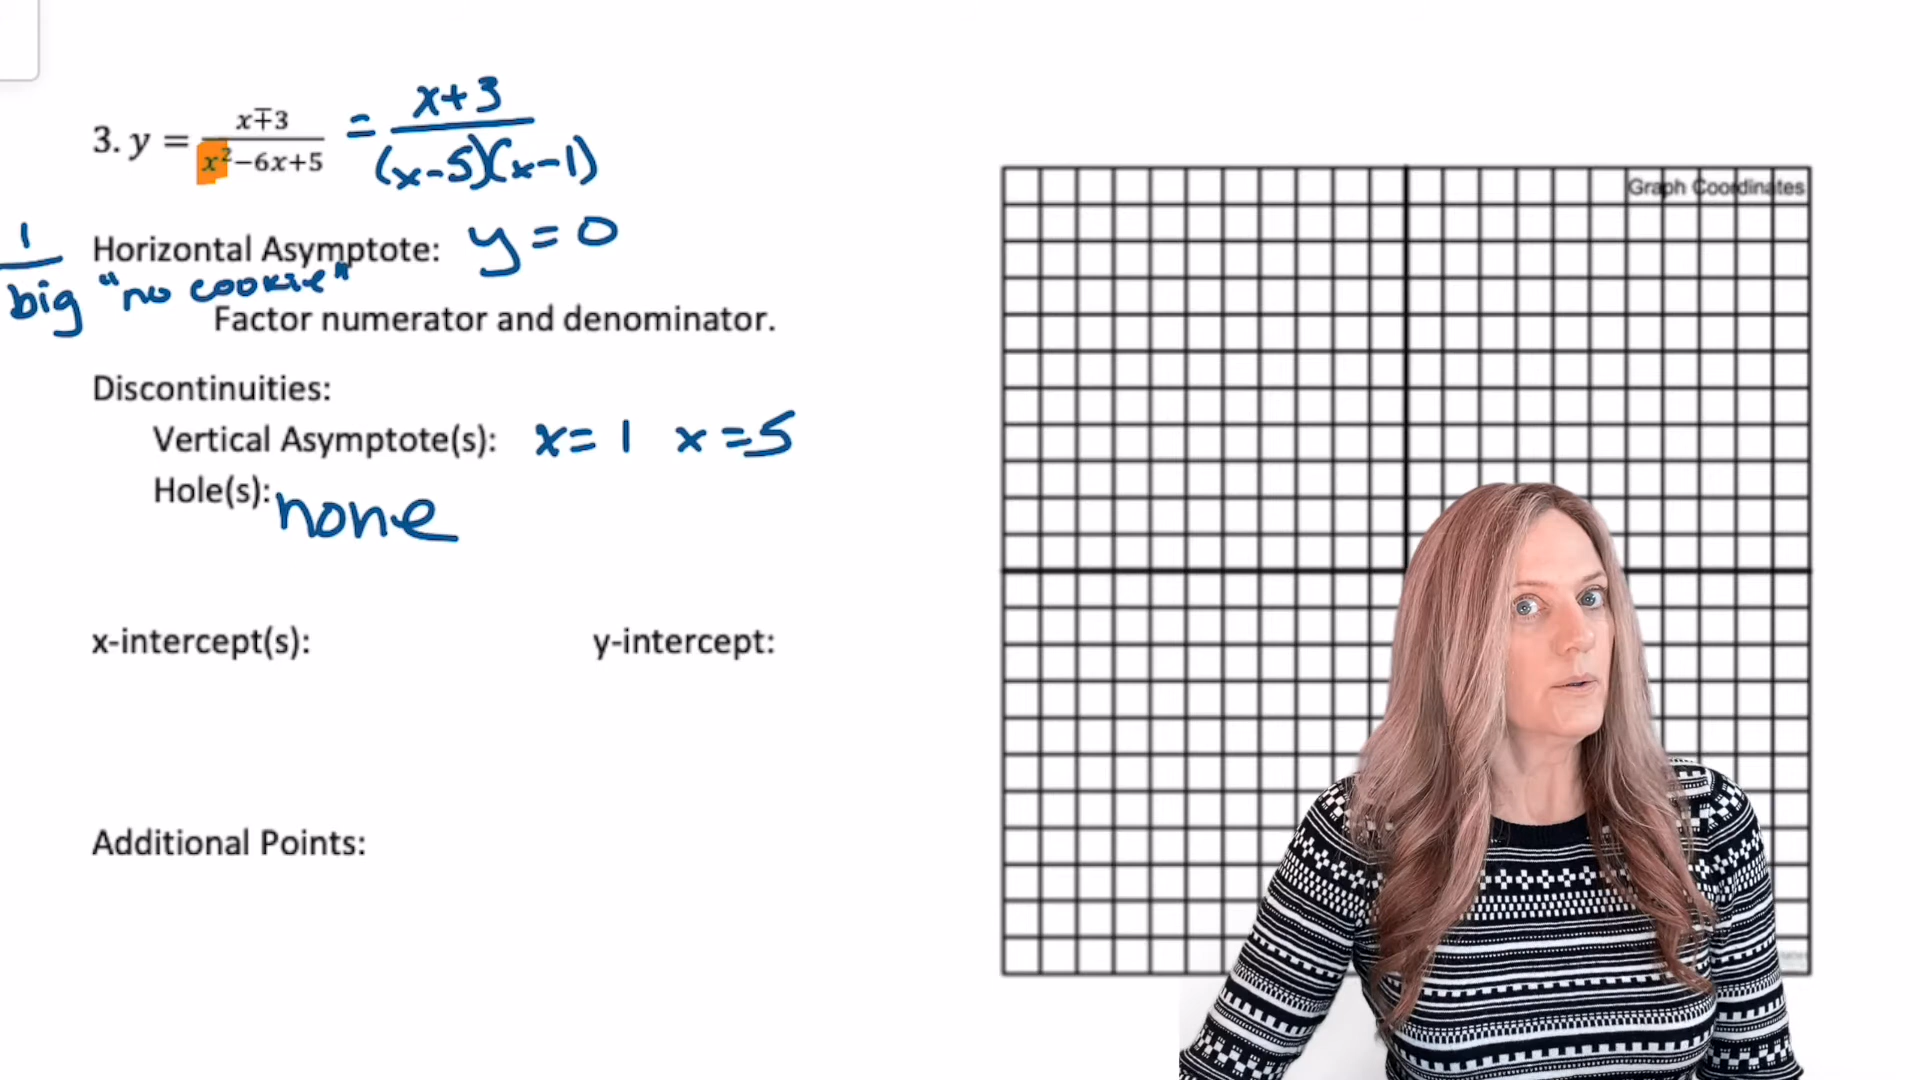 3. y = x∓3 / x²−6x+5 = x+3 / (x-5)(x-1)
Graph Coordinates
1 / big
Horizontal Asymptote: y=0
"no cookie"
Factor numerator and denominator.
Discontinuities:
Vertical Asymptote(s): x=1 x=5
Hole(s): none
x-intercept(s): y-intercept:
Additional Points: